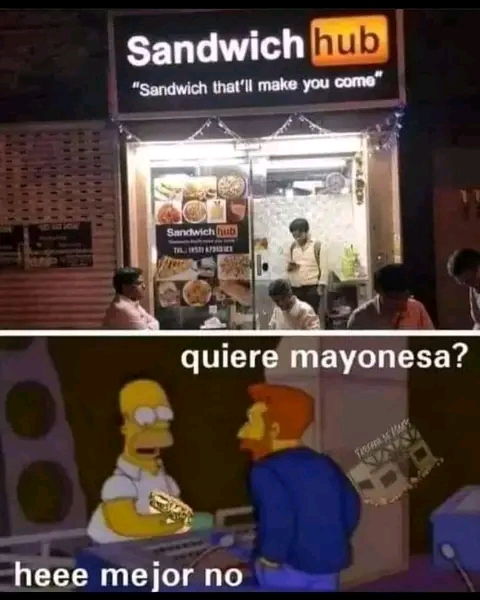 Sandwich hub
"Sandwich that'll make you come"
Sandwich hub
quiere mayonesa?
heee mejor no